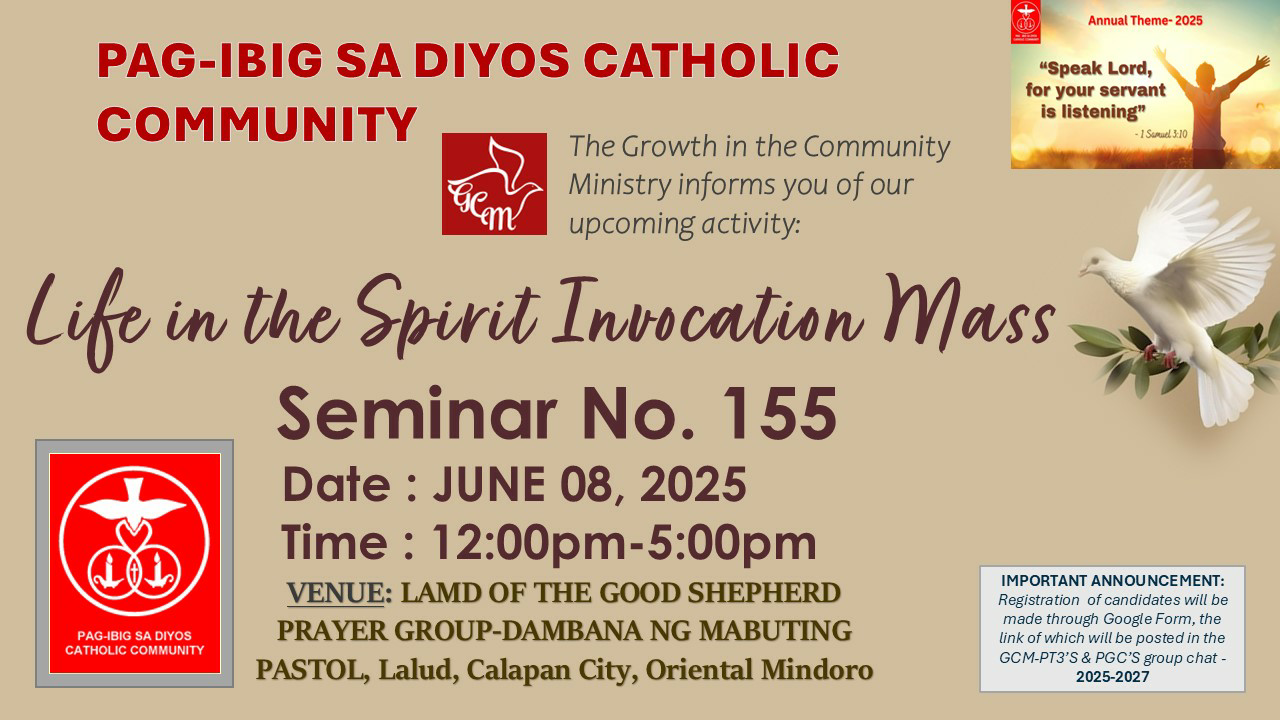 PAG-IBIG SA DIYOS CATHOLIC
COMMUNITY
Annual Theme- 2025
“Speak Lord,
for your servant
is listening”
- 1 Samuel 3:10
GCM
The Growth in the Community
Ministry informs you of our
upcoming activity:
Life in the Spirit Invocation Mass
Seminar No. 155
Date : JUNE 08, 2025
Time : 12:00pm-5:00pm
VENUE: LAMD OF THE GOOD SHEPHERD
PRAYER GROUP-DAMBANA NG MABUTING
PASTOL, Lalud, Calapan City, Oriental Mindoro
PAG-IBIG SA DIYOS
CATHOLIC COMMUNITY
IMPORTANT ANNOUNCEMENT:
Registration of candidates will be
made through Google Form, the
link of which will be posted in the
GCM-PT3’S & PGC’S group chat -
2025-2027